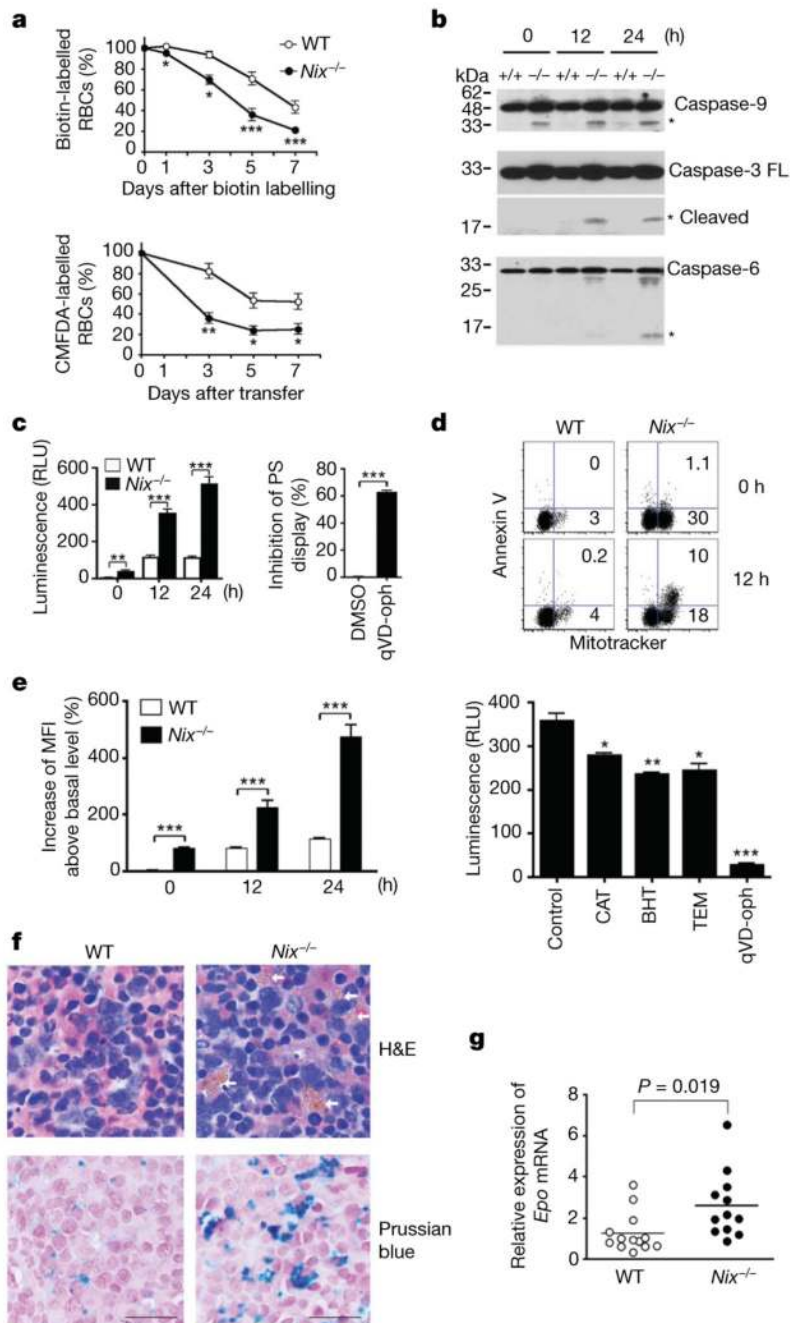 a
WT
Nix−/−
Biotin-labelled
RBCs (%)
100
80
60
40
20
0
*
*
***
***
0 1 3 5 7
Days after biotin labelling
CMFDA-labelled
RBCs (%)
100
80
60
40
20
0
**
*
*
0 1 3 5 7
Days after transfer
b
0 12 24 (h)
kDa +/+ −/− +/+ −/− +/+ −/−
62
48
33
Caspase-9
*
33
Caspase-3 FL
17
* Cleaved
33
25
17
Caspase-6
*
c
Luminescence (RLU)
600
400
200
0
WT
Nix−/−
**
***
***
0 12 24 (h)
Inhibition of PS
display (%)
80
60
40
20
0
***
DMSO
qVD-oph
d
WT Nix−/−
Annexin V
0 1.1
3 30
0 h
0.2 10
4 18
12 h
Mitotracker
e
Increase of MFI
above basal level (%)
600
400
200
0
WT
Nix−/−
***
***
***
0 12 24 (h)
Luminescence (RLU)
400
300
200
100
0
*
**
*
***
Control
CAT
BHT
TEM
qVD-oph
f
WT Nix−/−
H&E
Prussian
blue
g
Relative expression of
Epo mRNA
8
6
4
2
0
P = 0.019
WT Nix−/−